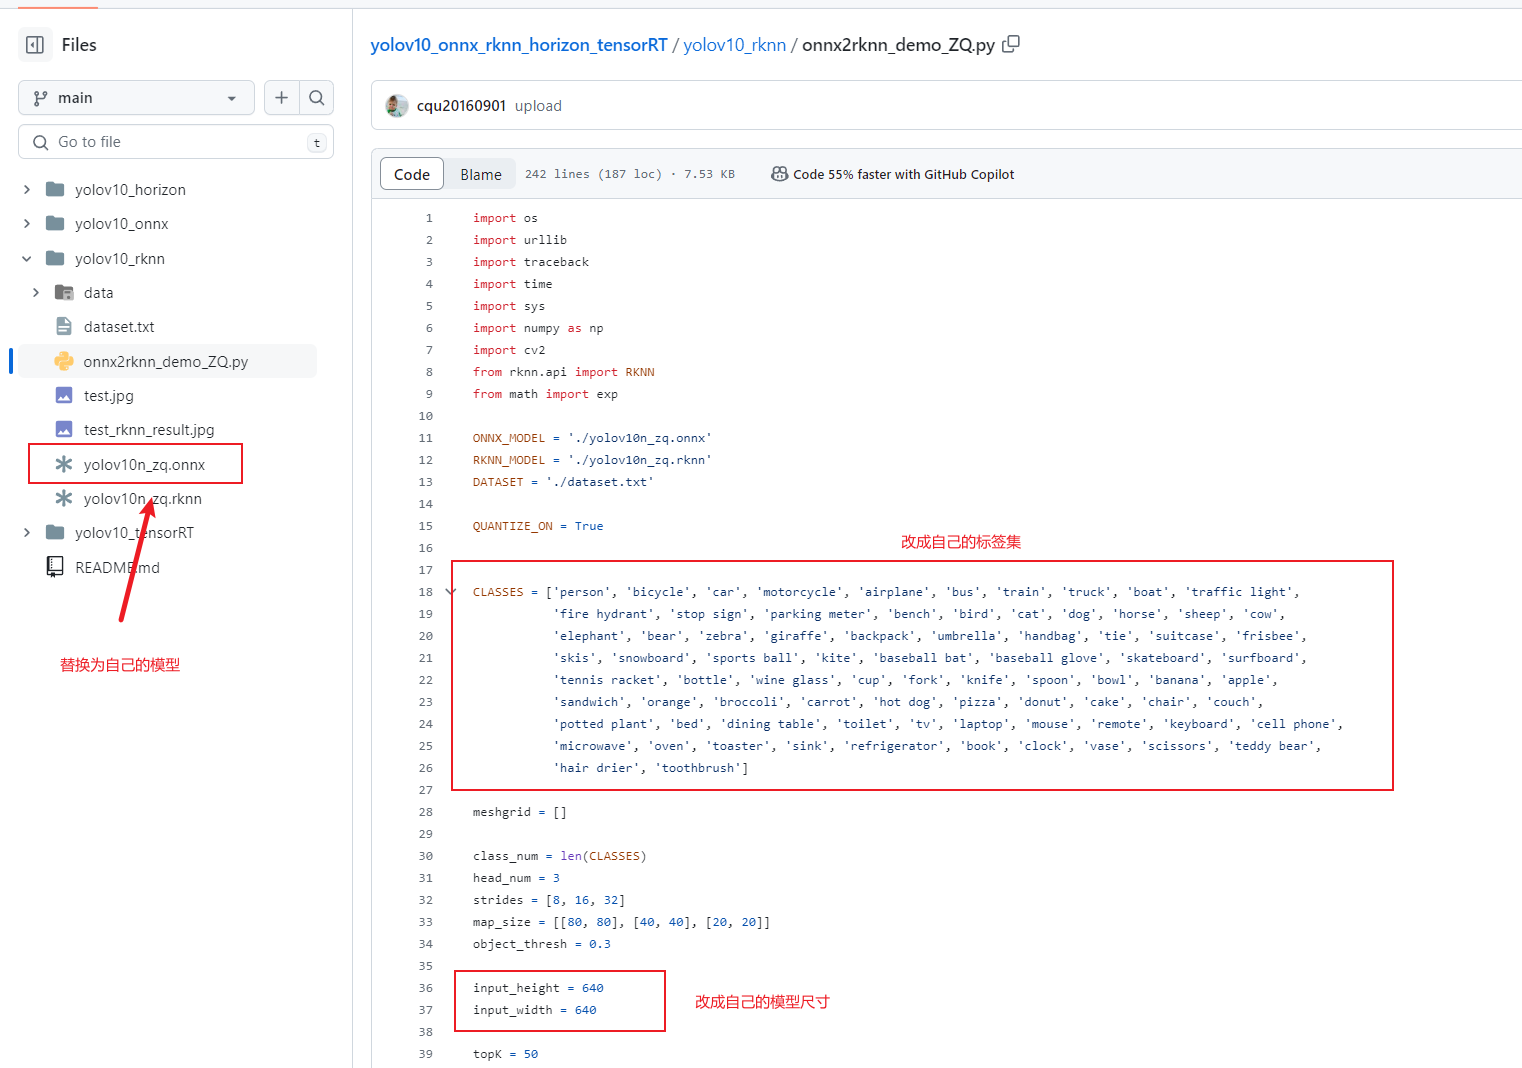 Files
main
Go to file
t
yolov10_horizon
yolov10_onnx
yolov10_rknn
data
dataset.txt
onnx2rknn_demo_ZQ.py
test.jpg
test_rknn_result.jpg
yolov10n_zq.onnx
yolov10n_zq.rknn
yolov10_tensorRT
README.md
替换为自己的模型
yolov10_onnx_rknn_horizon_tensorRT / yolov10_rknn / onnx2rknn_demo_ZQ.py
cqu20160901 upload
Code Blame 242 lines (187 loc) · 7.53 KB Code 55% faster with GitHub Copilot
1 import os
2 import urllib
3 import traceback
4 import time
5 import sys
6 import numpy as np
7 import cv2
8 from rknn.api import RKNN
9 from math import exp
10
11 ONNX_MODEL = './yolov10n_zq.onnx'
12 RKNN_MODEL = './yolov10n_zq.rknn'
13 DATASET = './dataset.txt'
14
15 QUANTIZE_ON = True
改成自己的标签集
16
17
18 CLASSES = ['person', 'bicycle', 'car', 'motorcycle', 'airplane', 'bus', 'train', 'truck', 'boat', 'traffic light',
19 'fire hydrant', 'stop sign', 'parking meter', 'bench', 'bird', 'cat', 'dog', 'horse', 'sheep', 'cow',
20 'elephant', 'bear', 'zebra', 'giraffe', 'backpack', 'umbrella', 'handbag', 'tie', 'suitcase', 'frisbee',
21 'skis', 'snowboard', 'sports ball', 'kite', 'baseball bat', 'baseball glove', 'skateboard', 'surfboard',
22 'tennis racket', 'bottle', 'wine glass', 'cup', 'fork', 'knife', 'spoon', 'bowl', 'banana', 'apple',
23 'sandwich', 'orange', 'broccoli', 'carrot', 'hot dog', 'pizza', 'donut', 'cake', 'chair', 'couch',
24 'potted plant', 'bed', 'dining table', 'toilet', 'tv', 'laptop', 'mouse', 'remote', 'keyboard', 'cell phone',
25 'microwave', 'oven', 'toaster', 'sink', 'refrigerator', 'book', 'clock', 'vase', 'scissors', 'teddy bear',
26 'hair drier', 'toothbrush']
27
28 meshgrid = []
29
30 class_num = len(CLASSES)
31 head_num = 3
32 strides = [8, 16, 32]
33 map_size = [[80, 80], [40, 40], [20, 20]]
34 object_thresh = 0.3
35
36 input_height = 640
37 input_width = 640
改成自己的模型尺寸
38
39 topK = 50